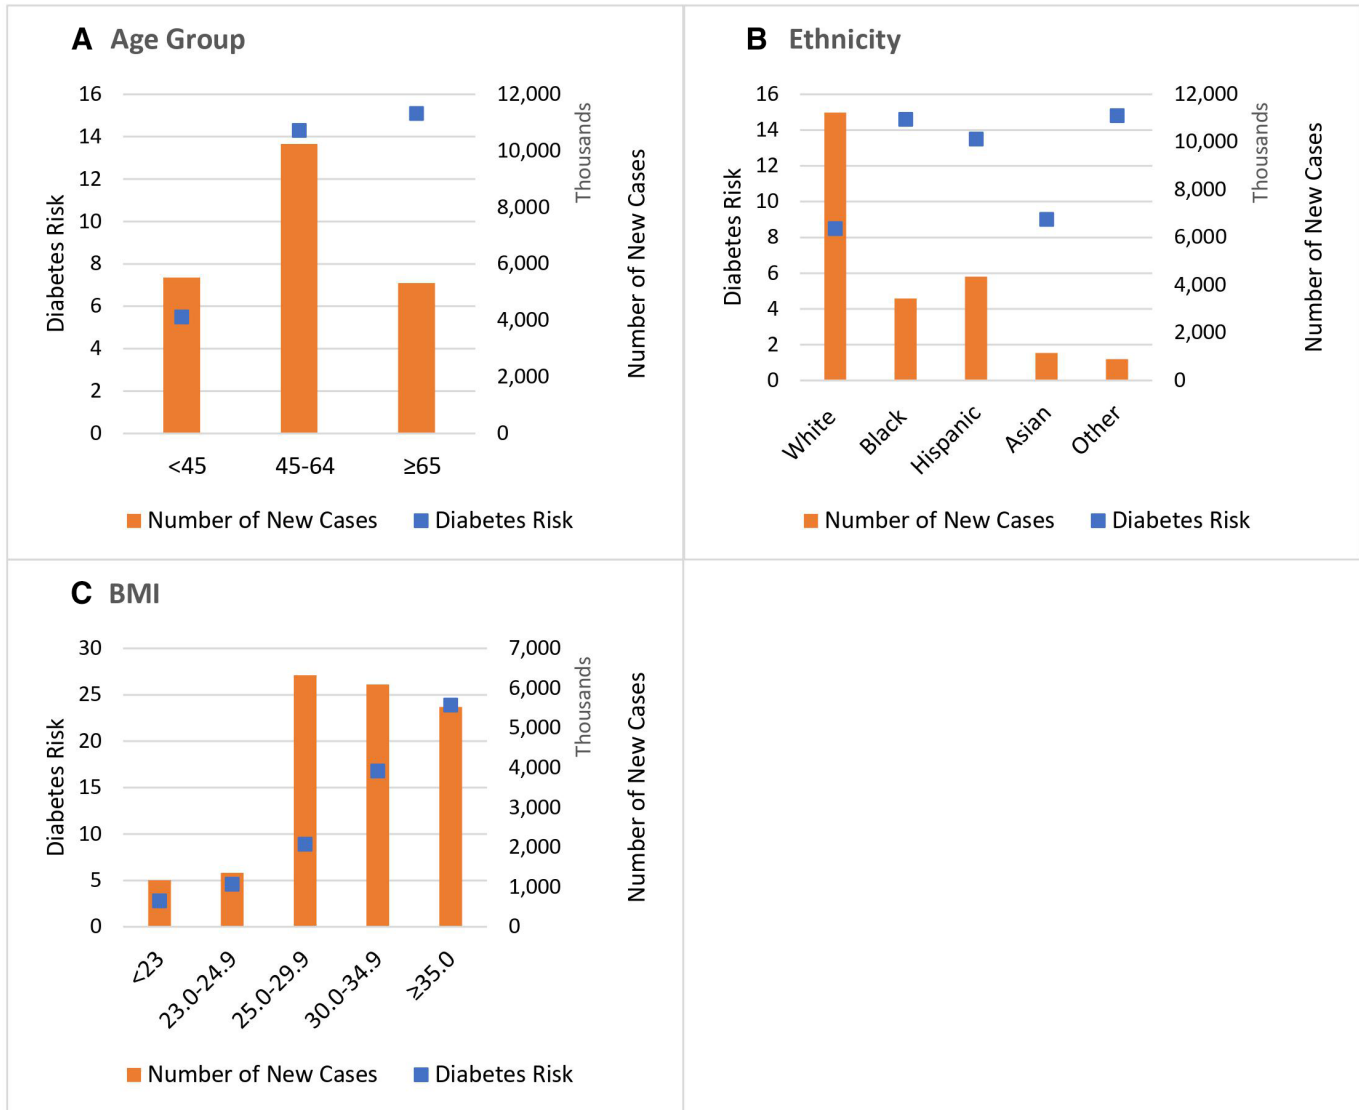 A Age Group
16
14
12
10
8
6
4
2
0
Diabetes Risk
12,000
10,000
8,000
6,000
4,000
2,000
0
Thousands
Number of New Cases
<45 45-64 ≥65
Number of New Cases Diabetes Risk
B Ethnicity
16
14
12
10
8
6
4
2
0
Diabetes Risk
12,000
10,000
8,000
6,000
4,000
2,000
0
Thousands
Number of New Cases
White Black Hispanic Asian Other
Number of New Cases Diabetes Risk
C BMI
30
25
20
15
10
5
0
Diabetes Risk
7,000
6,000
5,000
4,000
3,000
2,000
1,000
0
Thousands
Number of New Cases
<23 23.0-24.9 25.0-29.9 30.0-34.9 ≥35.0
Number of New Cases Diabetes Risk